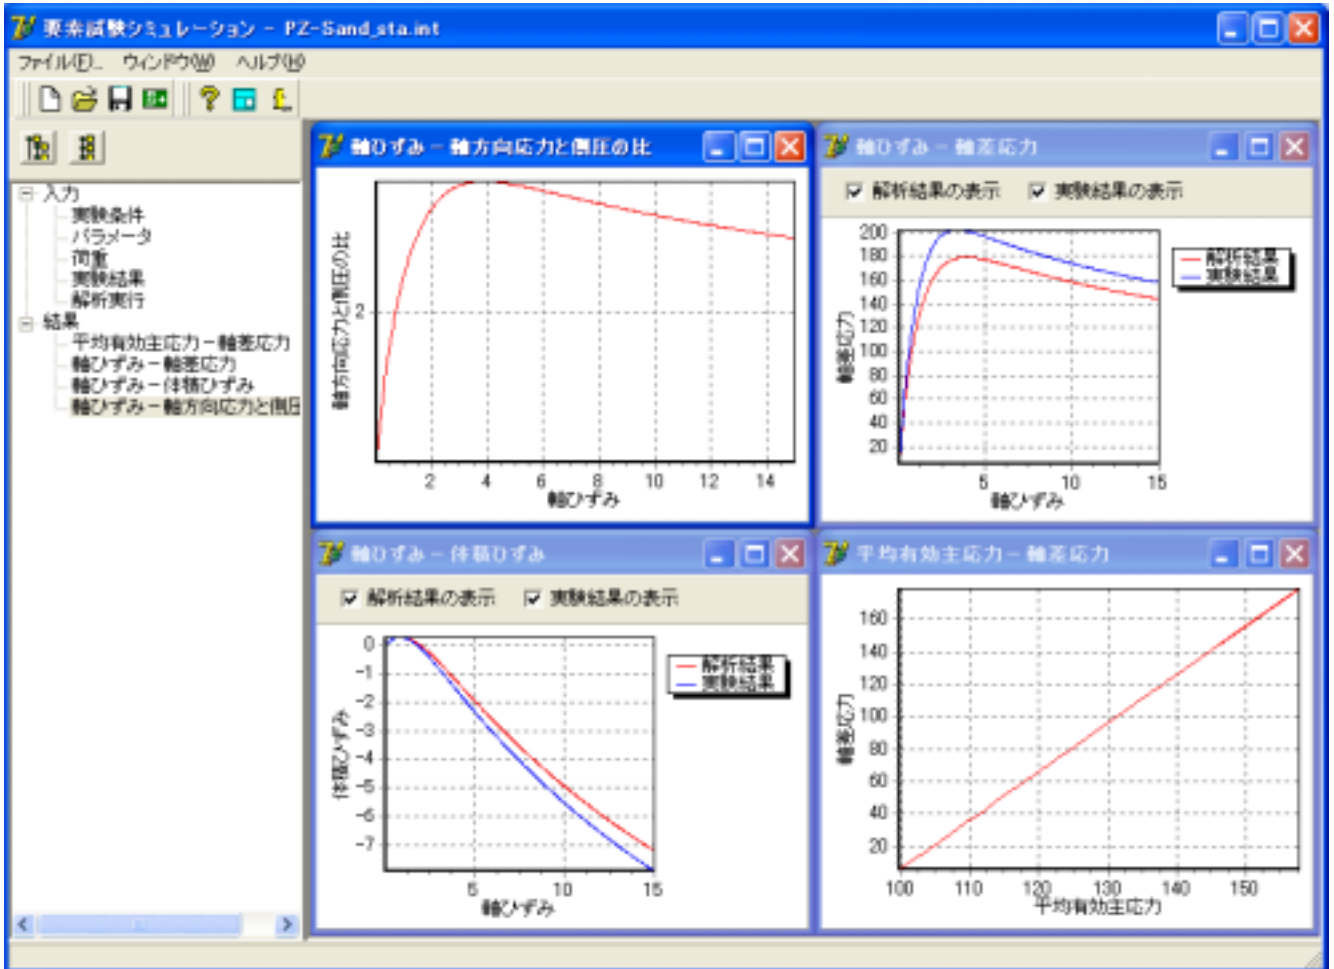 要素試験シミュレーション - PZ-Sand_sta.int
ファイル(F)... ウィンドウ(W) ヘルプ(H)
入力
実験条件
パラメータ
荷重
実験結果
解析実行
結果
平均有効主応力－軸差応力
軸ひずみ－軸差応力
軸ひずみ－体積ひずみ
軸ひずみ－軸方向応力と側圧
軸ひずみ－軸方向応力と側圧の比
軸方向応力と側圧の比
2
2 4 6 8 10 12 14
軸ひずみ
軸ひずみ－軸差応力
解析結果の表示 実験結果の表示
200
180
160
140
120
100
80
60
40
20
軸差応力
5 10 15
軸ひずみ
解析結果
実験結果
軸ひずみ－体積ひずみ
解析結果の表示 実験結果の表示
0
-1
-2
-3
-4
-5
-6
-7
体積ひずみ
5 10 15
軸ひずみ
解析結果
実験結果
平均有効主応力－軸差応力
160
140
120
100
80
60
40
20
軸差応力
100 110 120 130 140 150
平均有効主応力